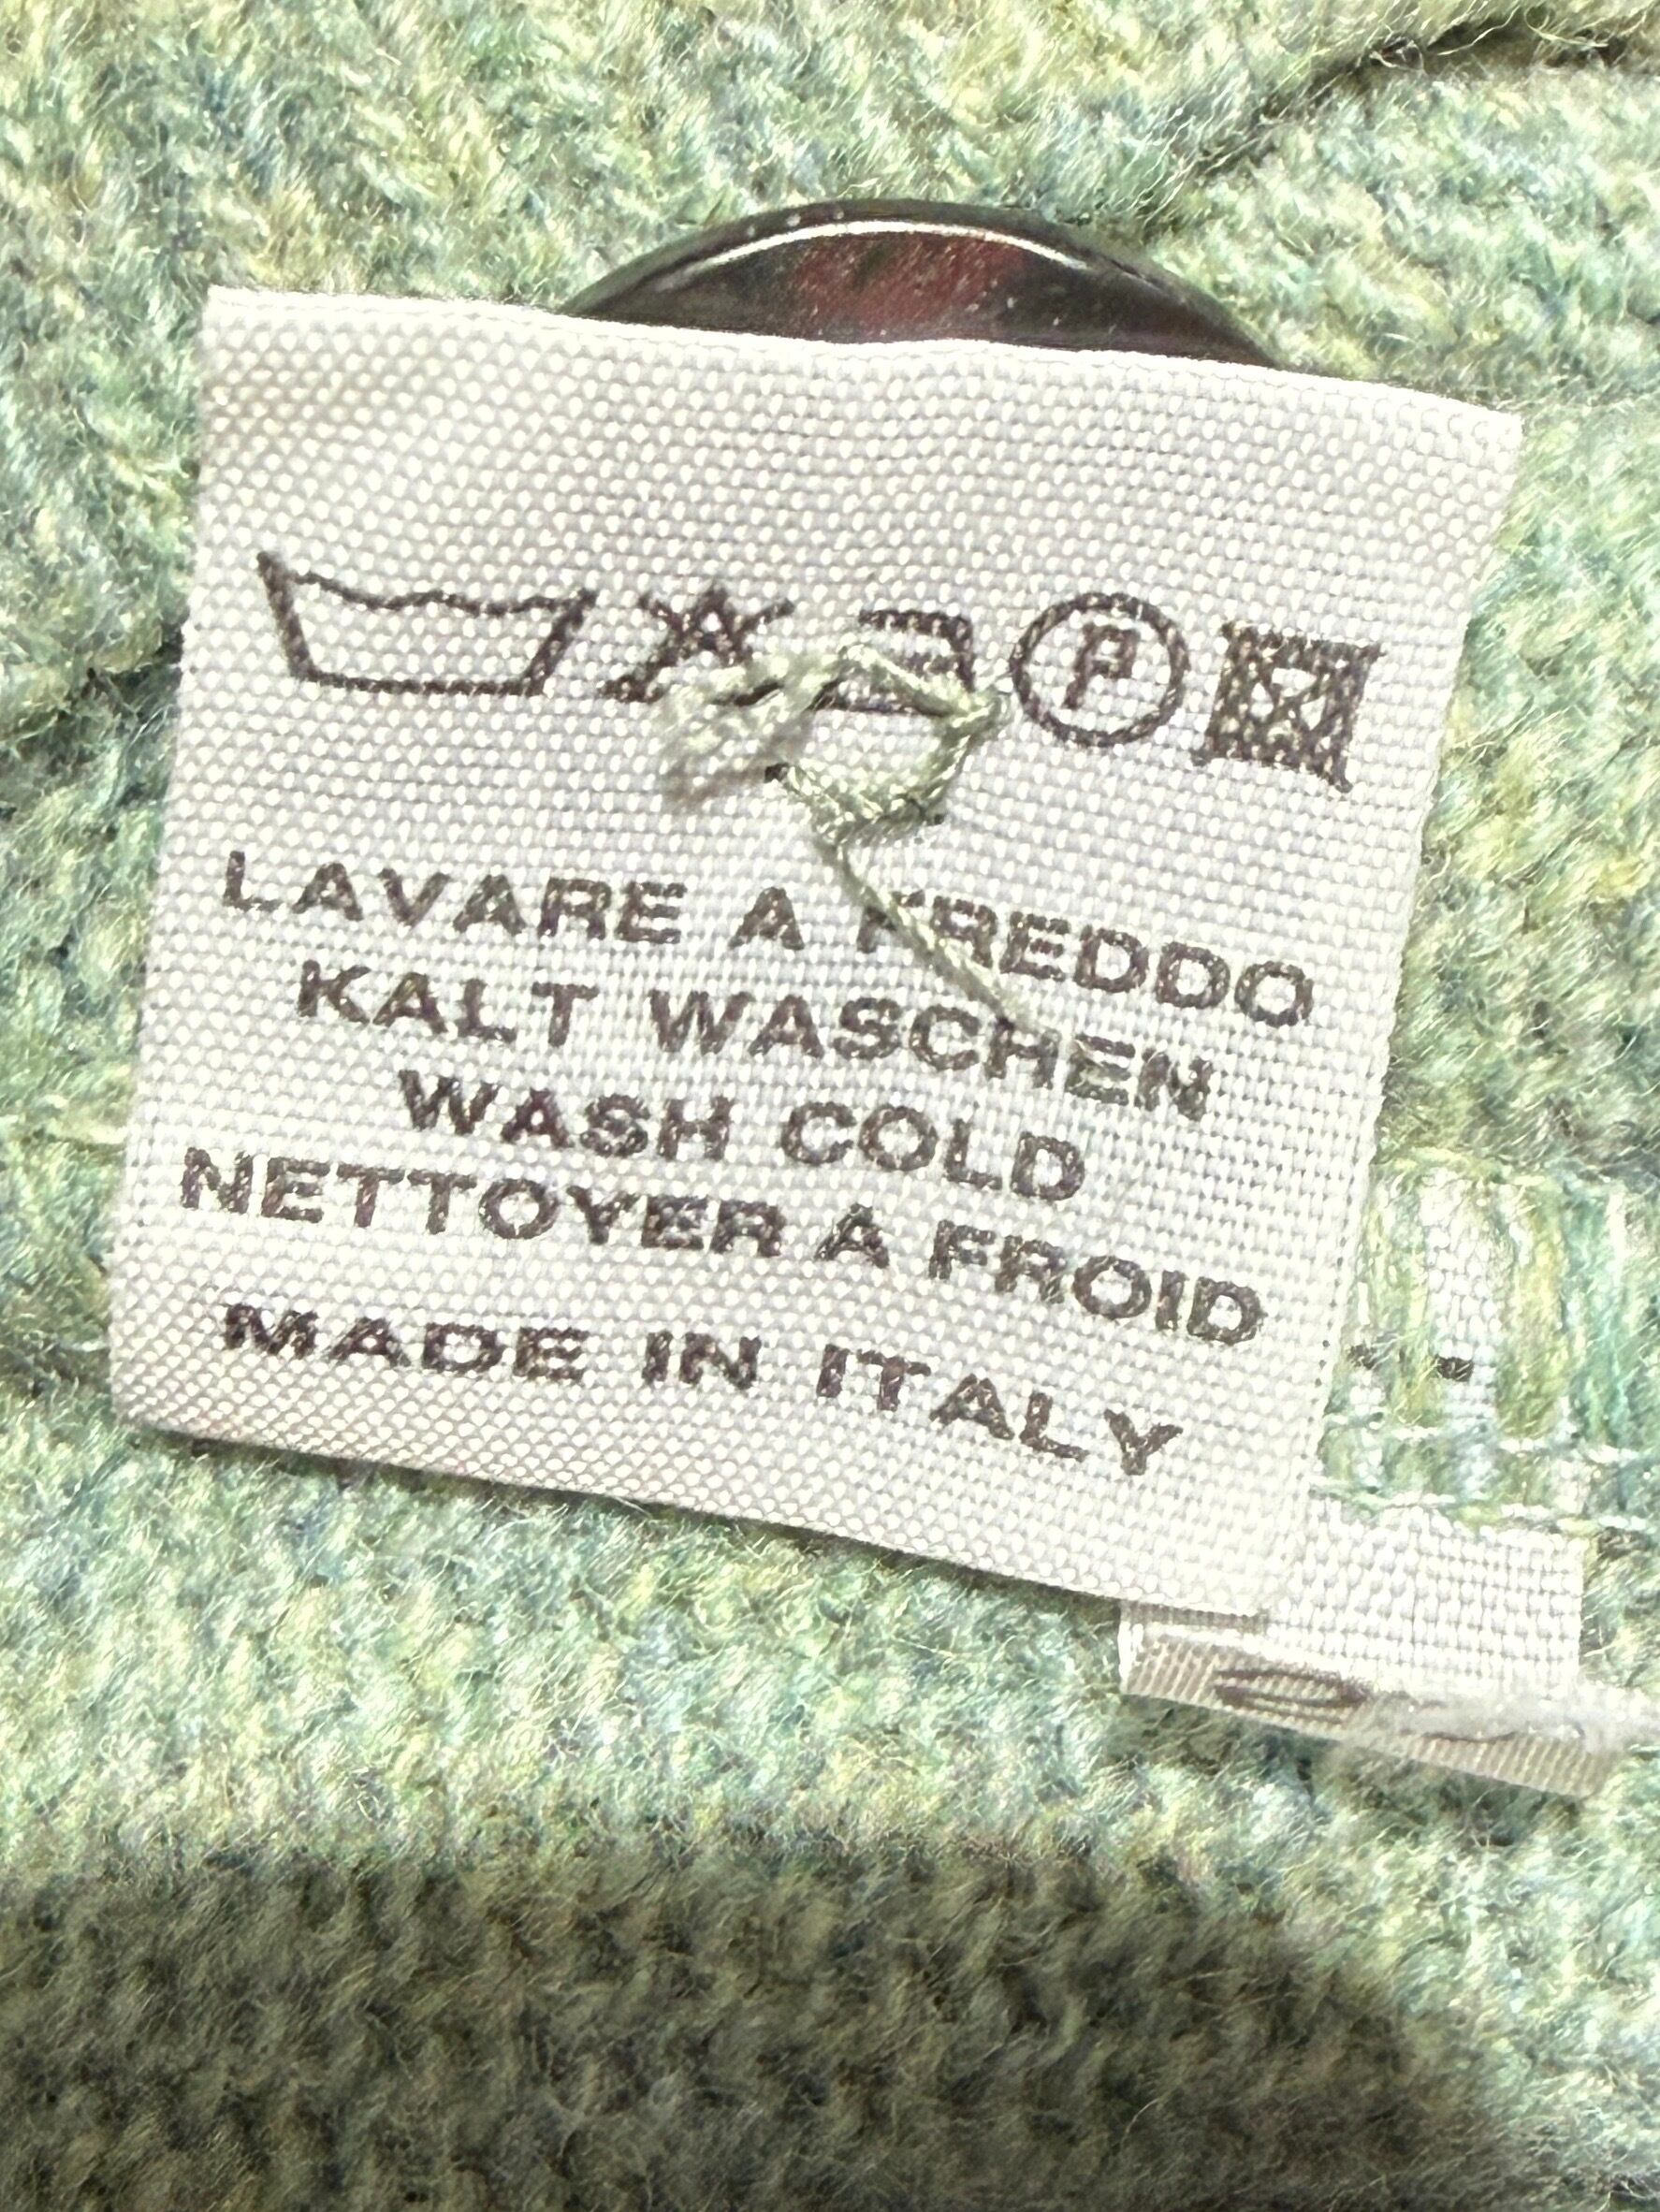 P
LAVARE A FREDDO
KALT WASCHEN
WASH COLD
NETTOYER A FROID
MADE IN ITALY